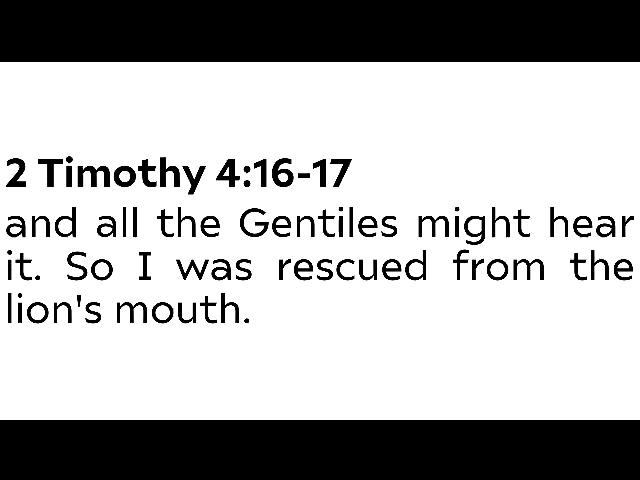 2 Timothy 4:16-17
and all the Gentiles might hear
it. So I was rescued from the
lion's mouth.